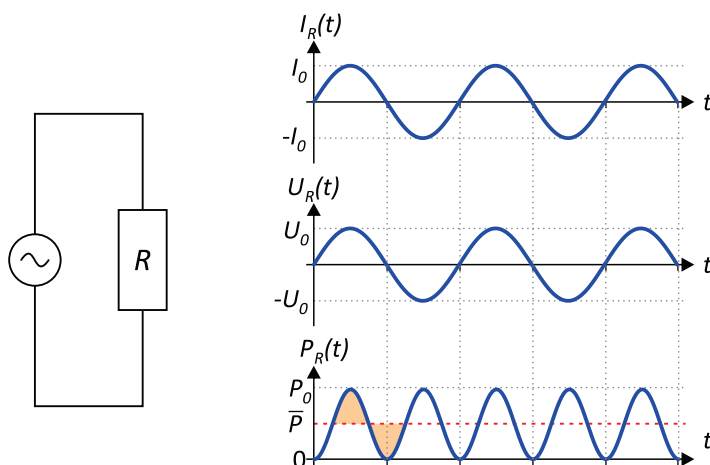 R
I_R(t)
I_0
-I_0
t
U_R(t)
U_0
-U_0
t
P_R(t)
P_0
P̅
0
t